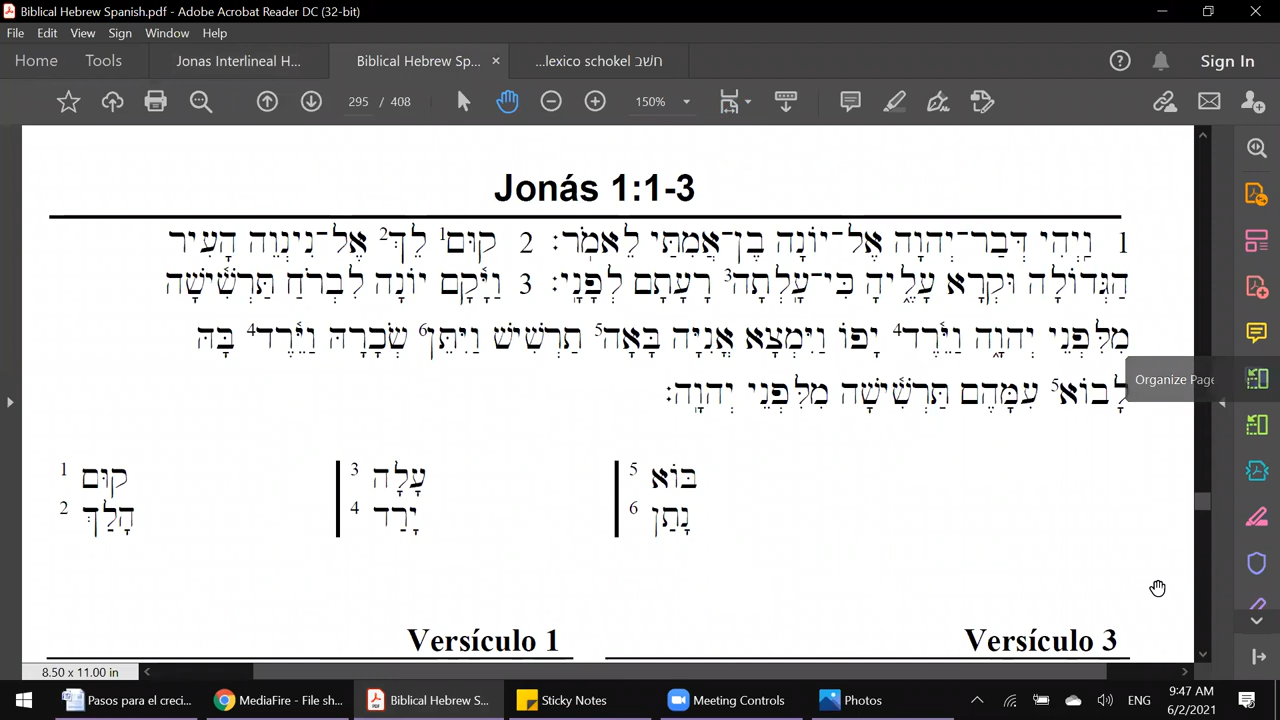 Biblical Hebrew Spanish.pdf - Adobe Acrobat Reader DC (32-bit)
File Edit View Sign Window Help
Home Tools Jonas Interlineal H... Biblical Hebrew Sp... × ...lexico schokel חשב Sign In
295 / 408 150%
Jonás 1:1-3
1 וַֽיְהִי דְּבַר־יְהוָה אֶל־יוֹנָה בֶן־אֲמִתַּי לֵאמֹֽר׃ 2 קוּם¹ לֵךְ² אֶל־נִינְוֵה הָעִיר
הַגְּדוֹלָה וּקְרָא עָלֶיהָ כִּי־עָלְתָה³ רָעָתָם לְפָנָֽי׃ 3 וַיָּקָם יוֹנָה לִבְרֹחַ תַּרְשִׁישָׁה
מִלִּפְנֵי יְהוָה וַיֵּרֶד⁴ יָפוֹ וַיִּמְצָא אֳנִיָּה בָּאָה⁵ תַרְשִׁישׁ וַיִּתֵּן⁶ שְׂכָרָהּ וַיֵּרֶד⁴ בָּהּ
לָבוֹא⁵ עִמָּהֶם תַּרְשִׁישָׁה מִלִּפְנֵי יְהוָֽה׃
Organize Page
1 קוּם 3 עָלָה 5 בּוֹא
2 הָלַךְ 4 יָרַד 6 נָתַן
Versículo 1 Versículo 3
8.50 x 11.00 in
Pasos para el creci... MediaFire - File sh... Biblical Hebrew S... Sticky Notes Meeting Controls Photos ENG 9:47 AM
6/2/2021